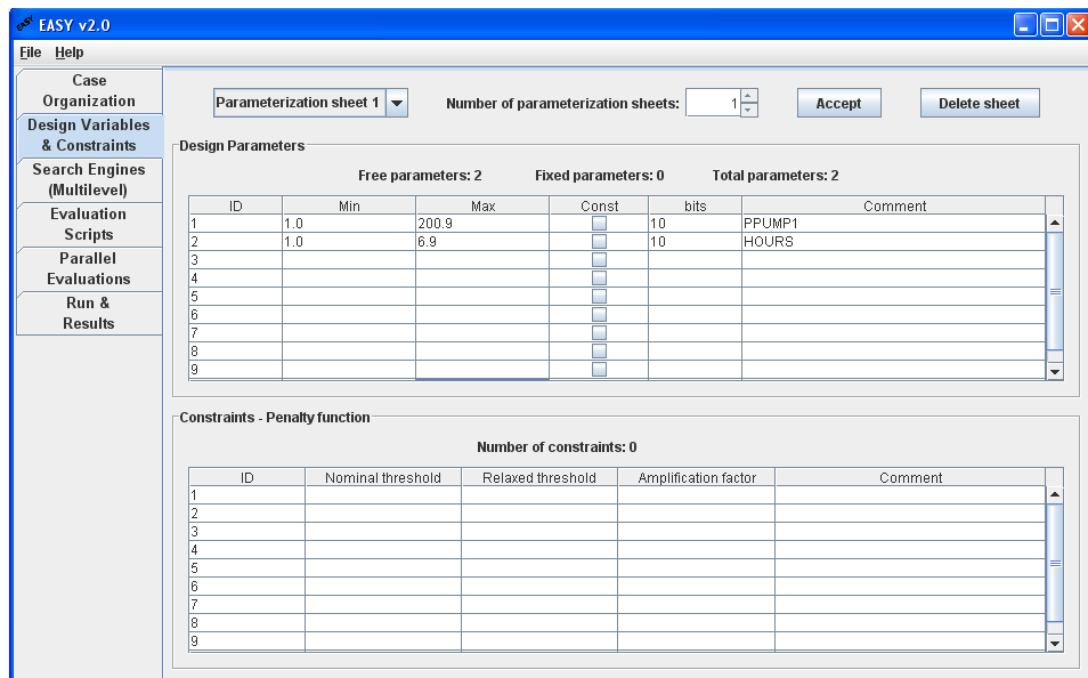 EASY EASY v2.0
File Help
Case
Organization
Design Variables
& Constraints
Search Engines
(Multilevel)
Evaluation
Scripts
Parallel
Evaluations
Run &
Results
Parameterization sheet 1 Number of parameterization sheets: 1 Accept Delete sheet
Design Parameters
Free parameters: 2 Fixed parameters: 0 Total parameters: 2
ID Min Max Const bits Comment
1 1.0 200.9 10 PPUMP1
2 1.0 6.9 10 HOURS
3
4
5
6
7
8
9
Constraints - Penalty function
Number of constraints: 0
ID Nominal threshold Relaxed threshold Amplification factor Comment
1
2
3
4
5
6
7
8
9